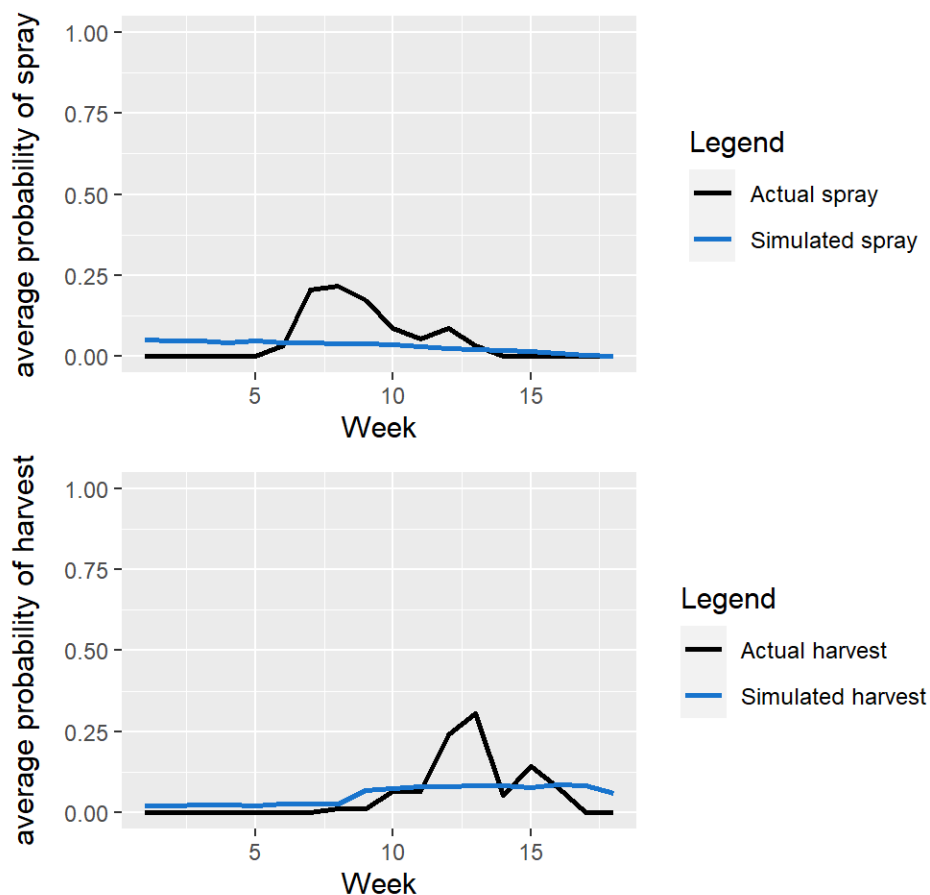 average probability of spray
1.00
0.75
0.50
0.25
0.00
5 10 15
Week
Legend
Actual spray
Simulated spray
average probability of harvest
1.00
0.75
0.50
0.25
0.00
5 10 15
Week
Legend
Actual harvest
Simulated harvest